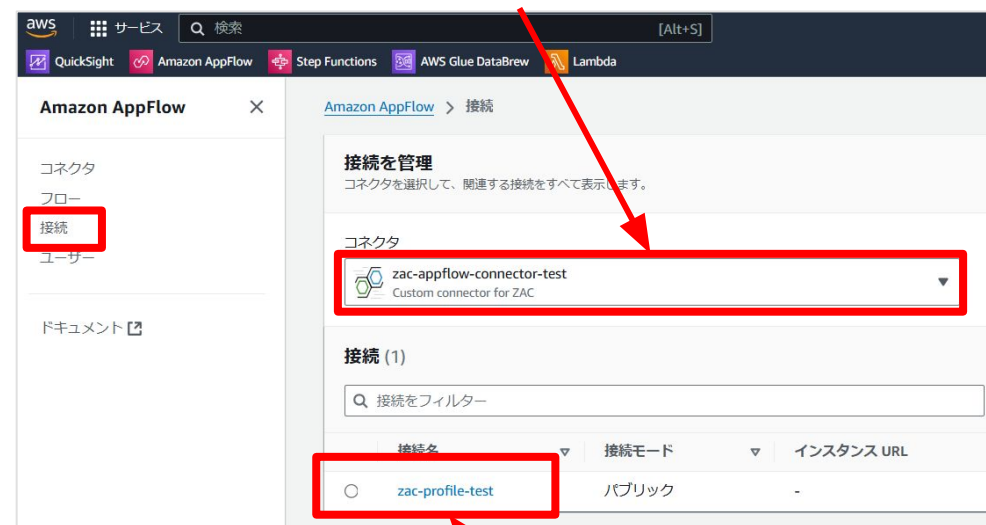 aws サービス 検索 [Alt+S]
QuickSight Amazon AppFlow Step Functions AWS Glue DataBrew Lambda
Amazon AppFlow
コネクタ
フロー
接続
ユーザー
ドキュメント
Amazon AppFlow > 接続
接続を管理
コネクタを選択して、関連する接続をすべて表示します。
コネクタ
zac-appflow-connector-test
Custom connector for ZAC
接続 (1)
接続をフィルター
接続名 接続モード インスタンス URL
zac-profile-test パブリック -